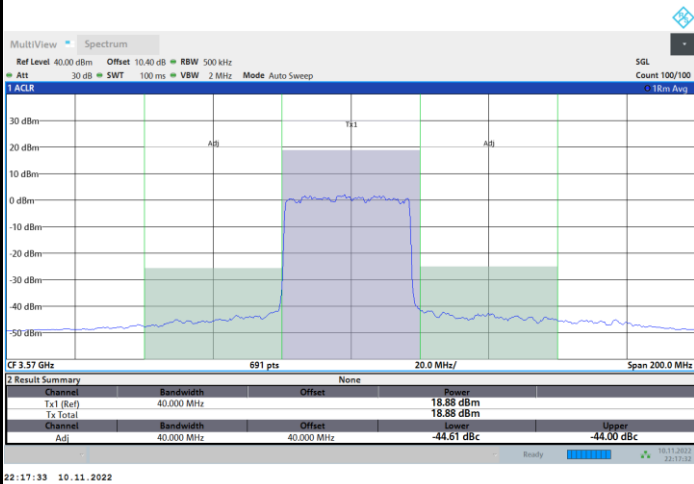 MultiView Spectrum
Ref Level 40.00 dBm Offset 10.40 dB RBW 500 kHz SGL
Att 30 dB SWT 100 ms VBW 2 MHz Mode Auto Sweep Count 100/100
1 ACLR 1Rm Avg
30 dBm
Tx1
20 dBm
Adj Adj
10 dBm
0 dBm
-10 dBm
-20 dBm
-30 dBm
-40 dBm
-50 dBm
CF 3.57 GHz 691 pts 20.0 MHz/ Span 200.0 MHz
2 Result Summary None
Channel Bandwidth Offset Power
Tx1 (Ref) 40.000 MHz 18.88 dBm
Tx Total 18.88 dBm
Channel Bandwidth Offset Lower Upper
Adj 40.000 MHz 40.000 MHz -44.61 dBc -44.00 dBc
Ready 10.11.2022
22:17:32
22:17:33 10.11.2022